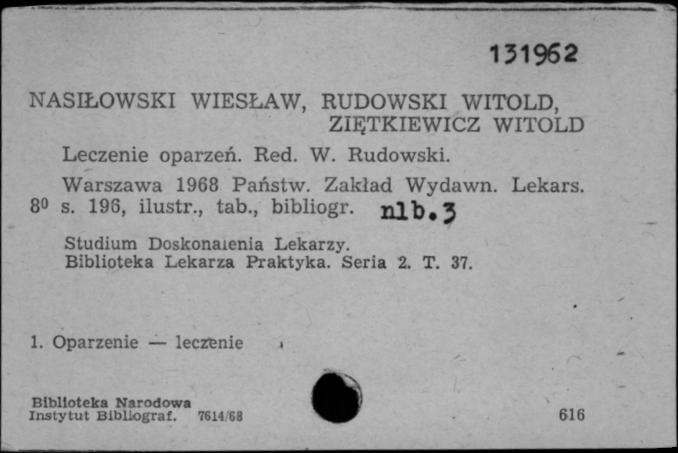 131962
NASIŁOWSKI WIESŁAW, RUDOWSKI WITOLD,
ZIĘTKIEWICZ WITOLD
Leczenie oparzeń. Red. W. Rudowski.
Warszawa 1968 Państw. Zakład Wydawn. Lekars.
8⁰ s. 196, ilustr., tab., bibliogr. nlb.3
Studium Doskonalenia Lekarzy.
Biblioteka Lekarza Praktyka. Seria 2. T. 37.
1. Oparzenie — leczenie
Biblioteka Narodowa
Instytut Bibliograf. 7614/68 616